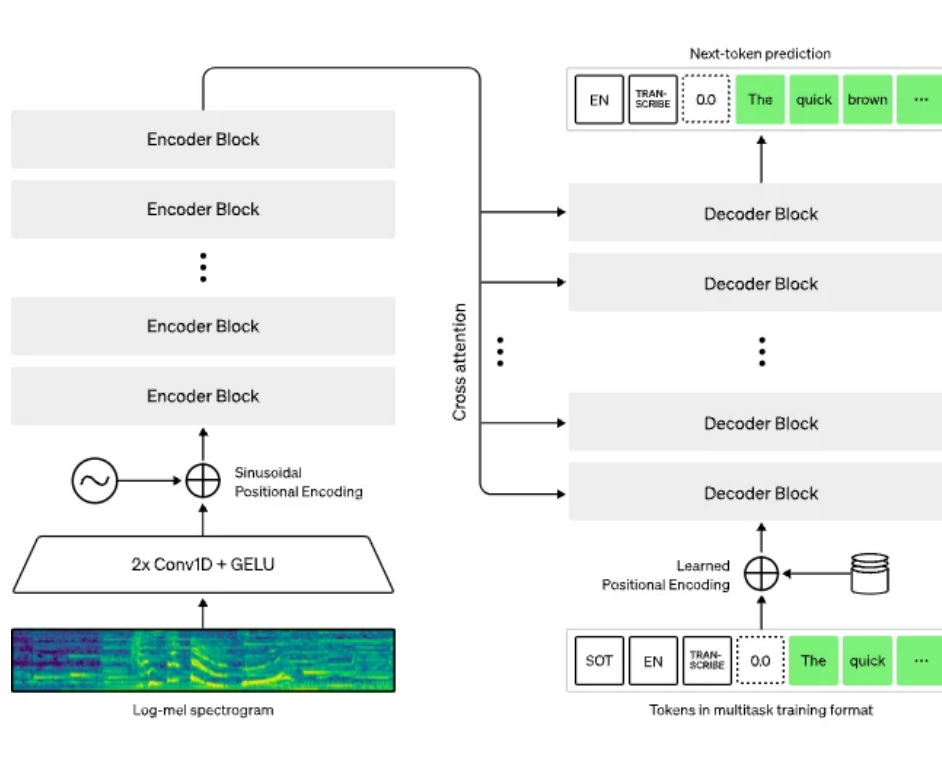 Next-token prediction
EN
TRAN-
SCRIBE
0.0
The
quick
brown
...
Encoder Block
Encoder Block
Encoder Block
Encoder Block
Sinusoidal
Positional Encoding
2x Conv1D + GELU
Log-mel spectrogram
Cross attention
Decoder Block
Decoder Block
Decoder Block
Decoder Block
Learned
Positional Encoding
SOT
EN
TRAN-
SCRIBE
0.0
The
quick
...
Tokens in multitask training format